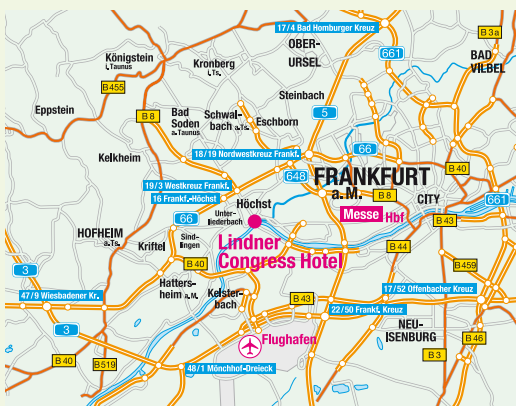 17/4 Bad Homburger Kreuz
B 3a
OBER-
URSEL
661
BAD
VILBEL
Königstein
i. Taunus
Kronberg
i. Ts.
B 455
Steinbach
Eppstein
B 8
Bad
Soden
a. Taunus
Schwal-
bach a. Ts.
Eschborn
5
Kelkheim
18/19 Nordwestkreuz Frankf.
66
B 40
648
FRANKFURT
a. M.
19/3 Westkreuz Frankf.
16 Frankf.-Höchst
B 8
CITY
661
Höchst
Unter-
liederbach
Messe
Hbf
B 43
66
HOFHEIM
a. Ts.
Kriftel
Sind-
lingen
Lindner
Congress Hotel
B 44
B 40
B459
3
47/9 Wiesbadener Kr.
Hatters-
heim a. M.
Kelster-
bach
17/52 Offenbacher Kreuz
B 43
22/50 Frankf. Kreuz
3
Flughafen
NEU-
ISENBURG
B 46
B 40
B519
48/1 Mönchhof-Dreieck
B 3